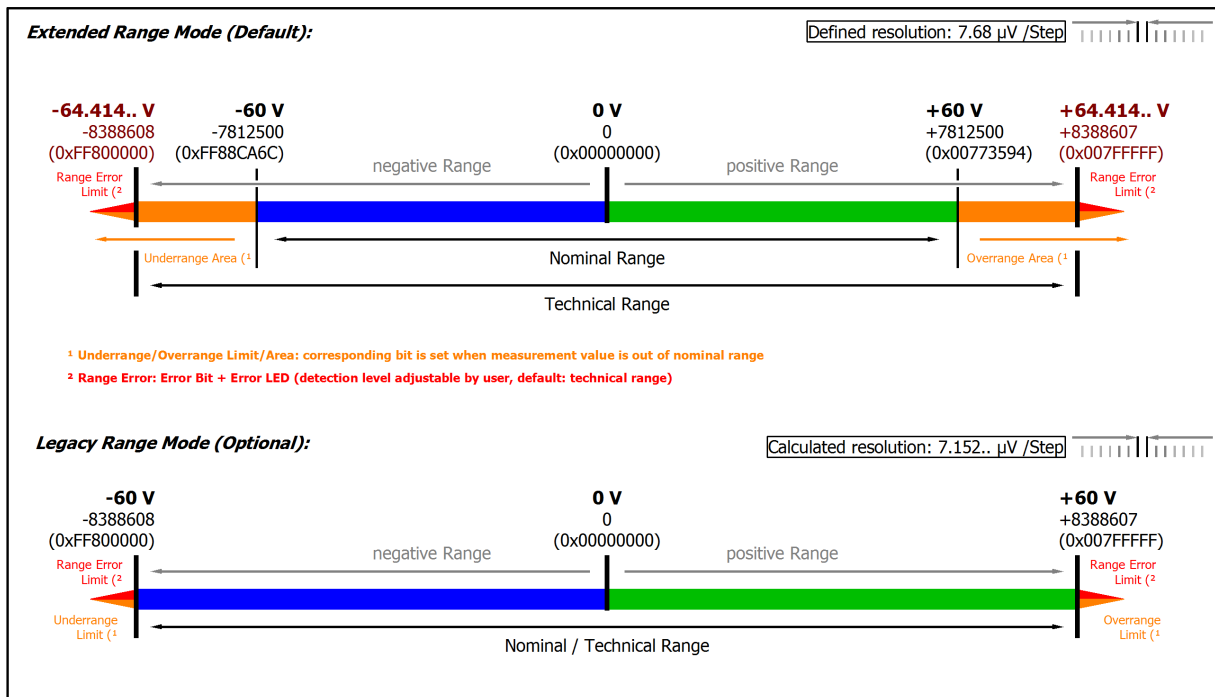 Extended Range Mode (Default):
Defined resolution: 7.68 µV /Step
-64.414.. V
-8388608
(0xFF800000)
-60 V
-7812500
(0xFF88CA6C)
0 V
0
(0x00000000)
+60 V
+7812500
(0x00773594)
+64.414.. V
+8388607
(0x007FFFFF)
negative Range
positive Range
Range Error
Limit (²
Range Error
Limit (²
Underrange Area (¹
Nominal Range
Overrange Area (¹
Technical Range
¹ Underrange/Overrange Limit/Area: corresponding bit is set when measurement value is out of nominal range
² Range Error: Error Bit + Error LED (detection level adjustable by user, default: technical range)
Legacy Range Mode (Optional):
Calculated resolution: 7.152.. µV /Step
-60 V
-8388608
(0xFF800000)
0 V
0
(0x00000000)
+60 V
+8388607
(0x007FFFFF)
negative Range
positive Range
Range Error
Limit (²
Range Error
Limit (²
Underrange
Limit (¹
Overrange
Limit (¹
Nominal / Technical Range